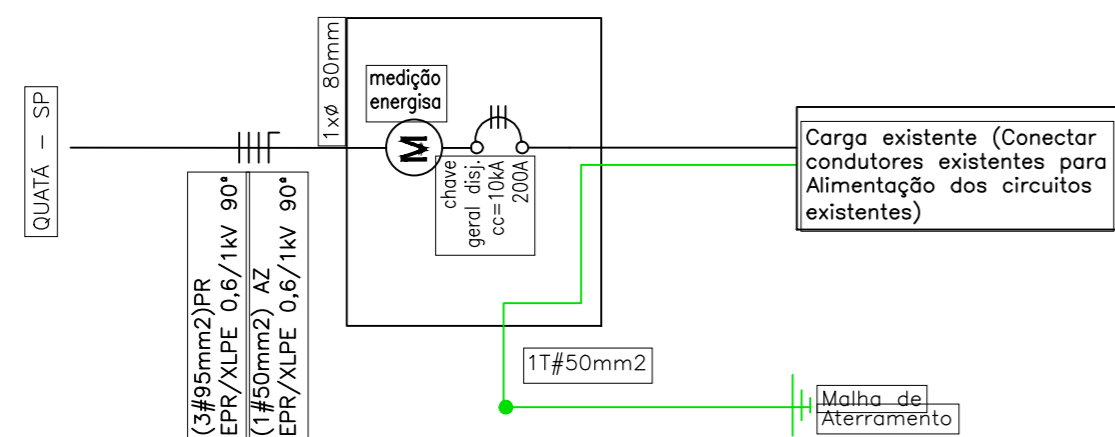 QUATÁ - SP
(3#95mm2)PR
EPR/XLPE 0,6/1kV 90°
(1#50mm2) AZ
EPR/XLPE 0,6/1kV 90°
1xø 80mm
medição
energisa
M
chave
geral disj.
cc=10kA
200A
Carga existente (Conectar
condutores existentes para
Alimentação dos circuitos
existentes)
1T#50mm2
Malha de
Aterramento